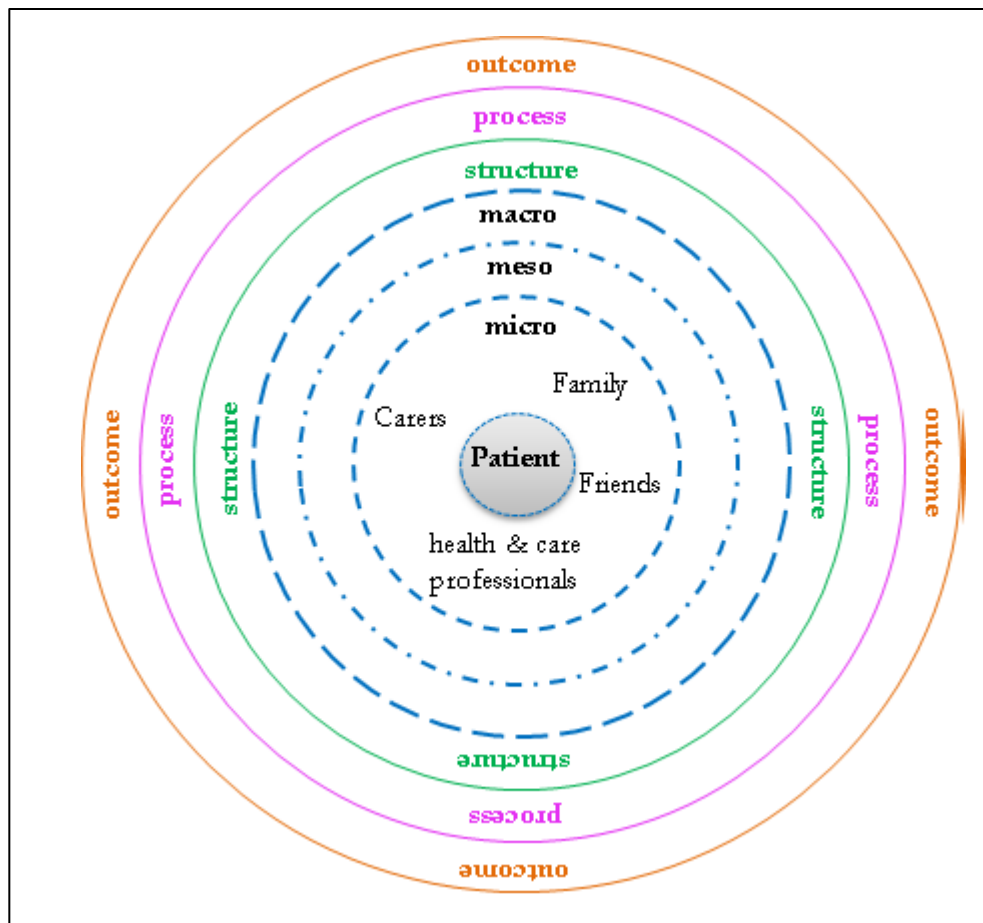 outcome
process
structure
macro
meso
micro
Family
Carers
Patient
Friends
health & care
professionals
outcome
process
structure
structure
process
outcome
structure
process
outcome